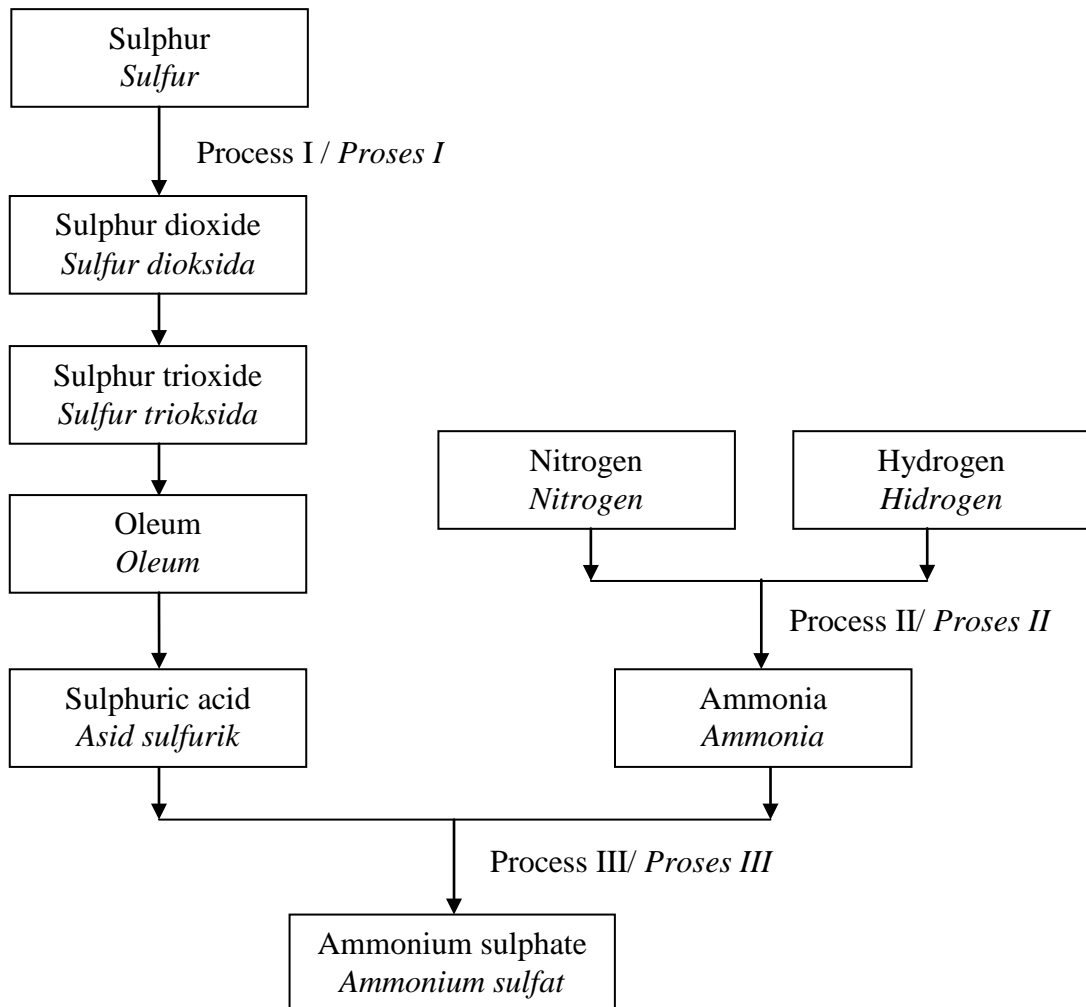 Sulphur
Sulfur
Process I / Proses I
Sulphur dioxide
Sulfur dioksida
Sulphur trioxide
Sulfur trioksida
Oleum
Oleum
Sulphuric acid
Asid sulfurik
Nitrogen
Nitrogen
Hydrogen
Hidrogen
Process II/ Proses II
Ammonia
Ammonia
Process III/ Proses III
Ammonium sulphate
Ammonium sulfat